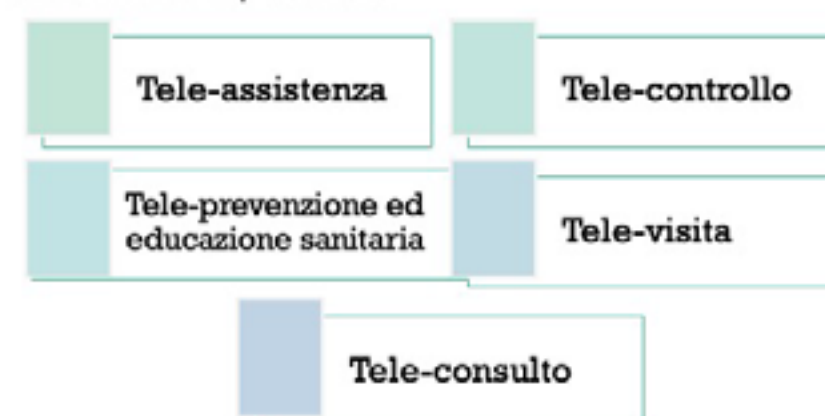 Tele-assistenza
Tele-controllo
Tele-prevenzione ed
educazione sanitaria
Tele-visita
Tele-consulto